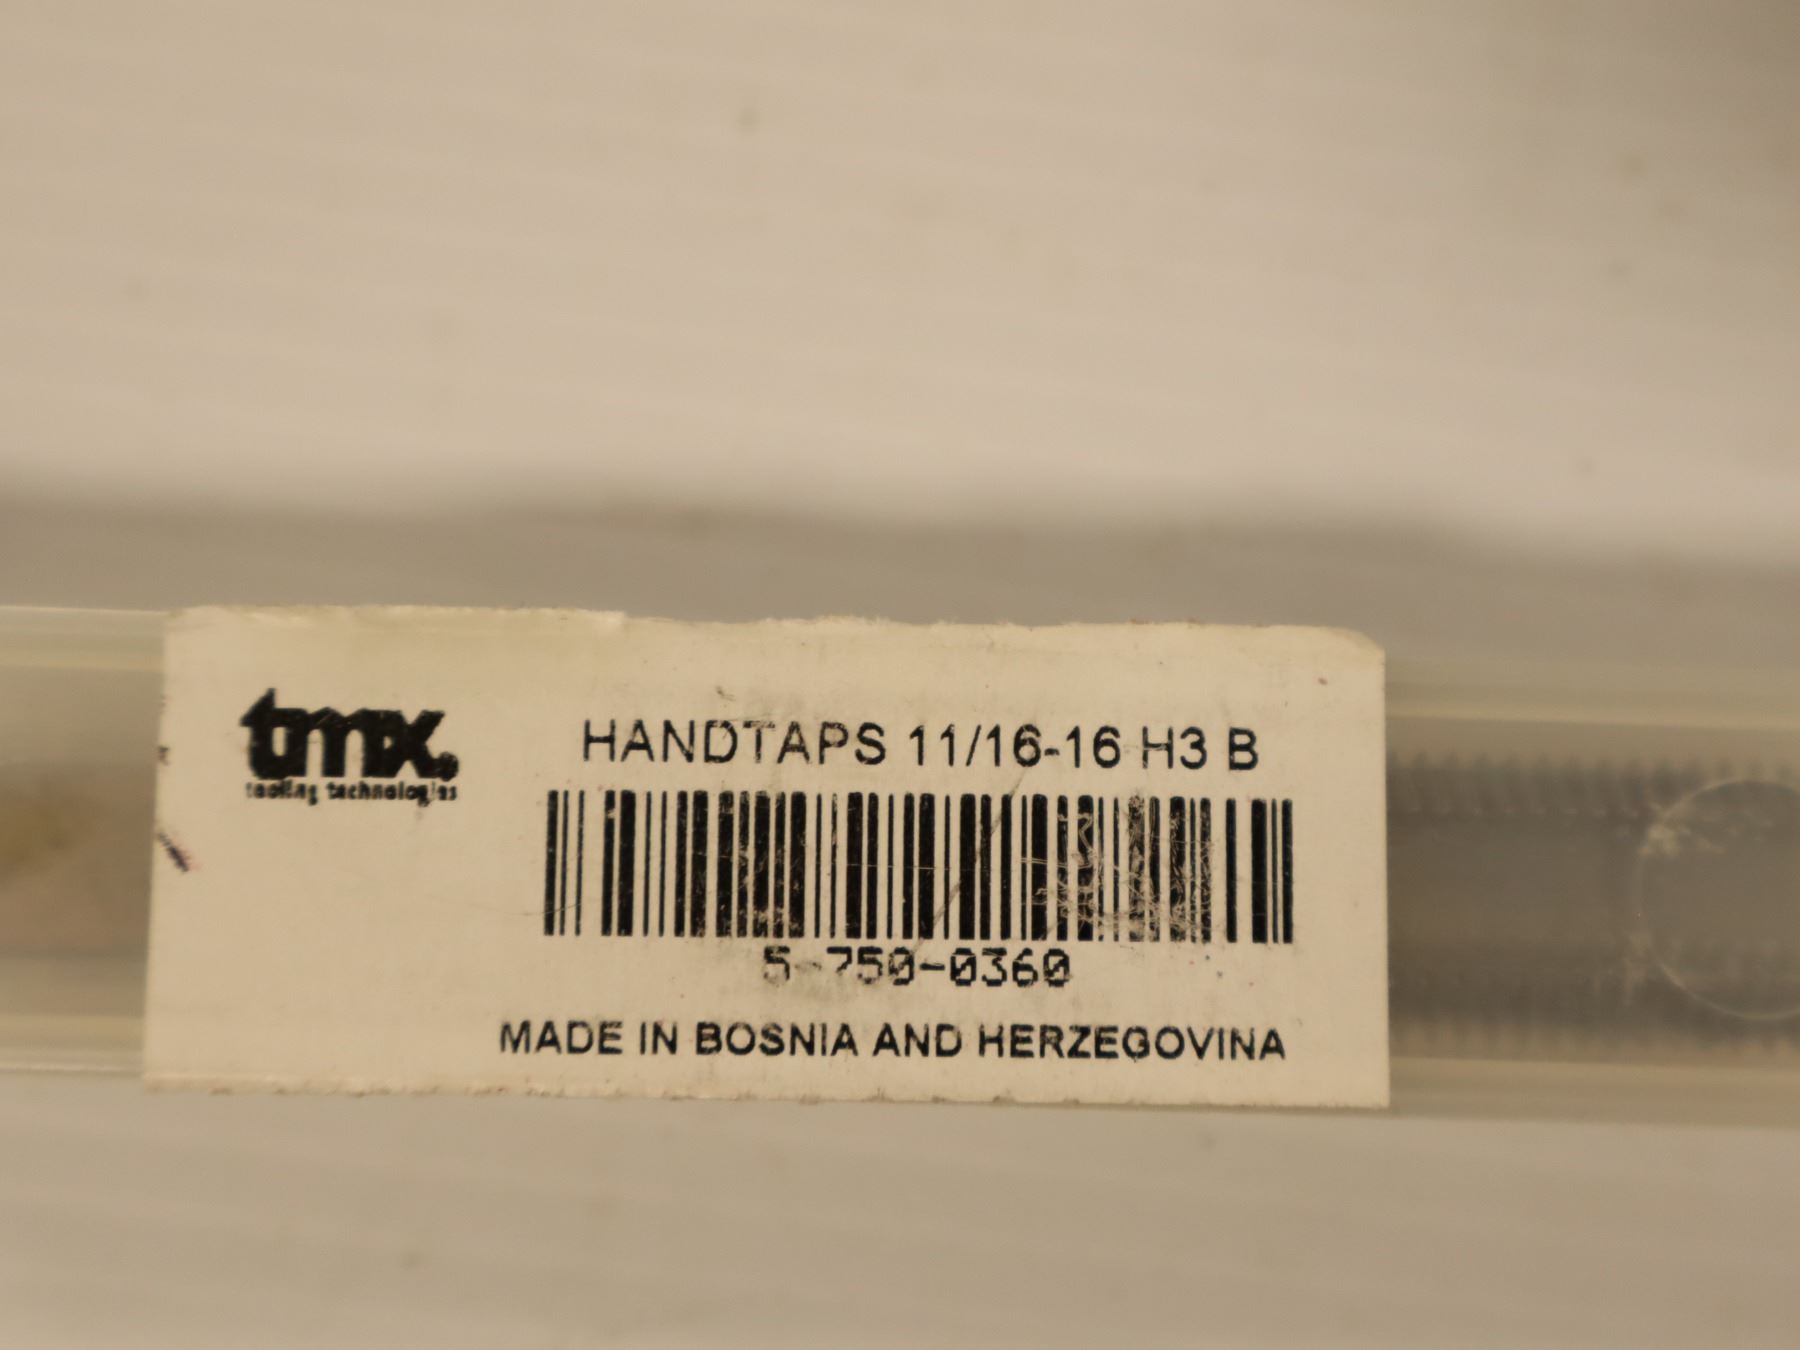 tmx.
tooling technologies
HANDTAPS 11/16-16 H3 B
5-750-0360
MADE IN BOSNIA AND HERZEGOVINA